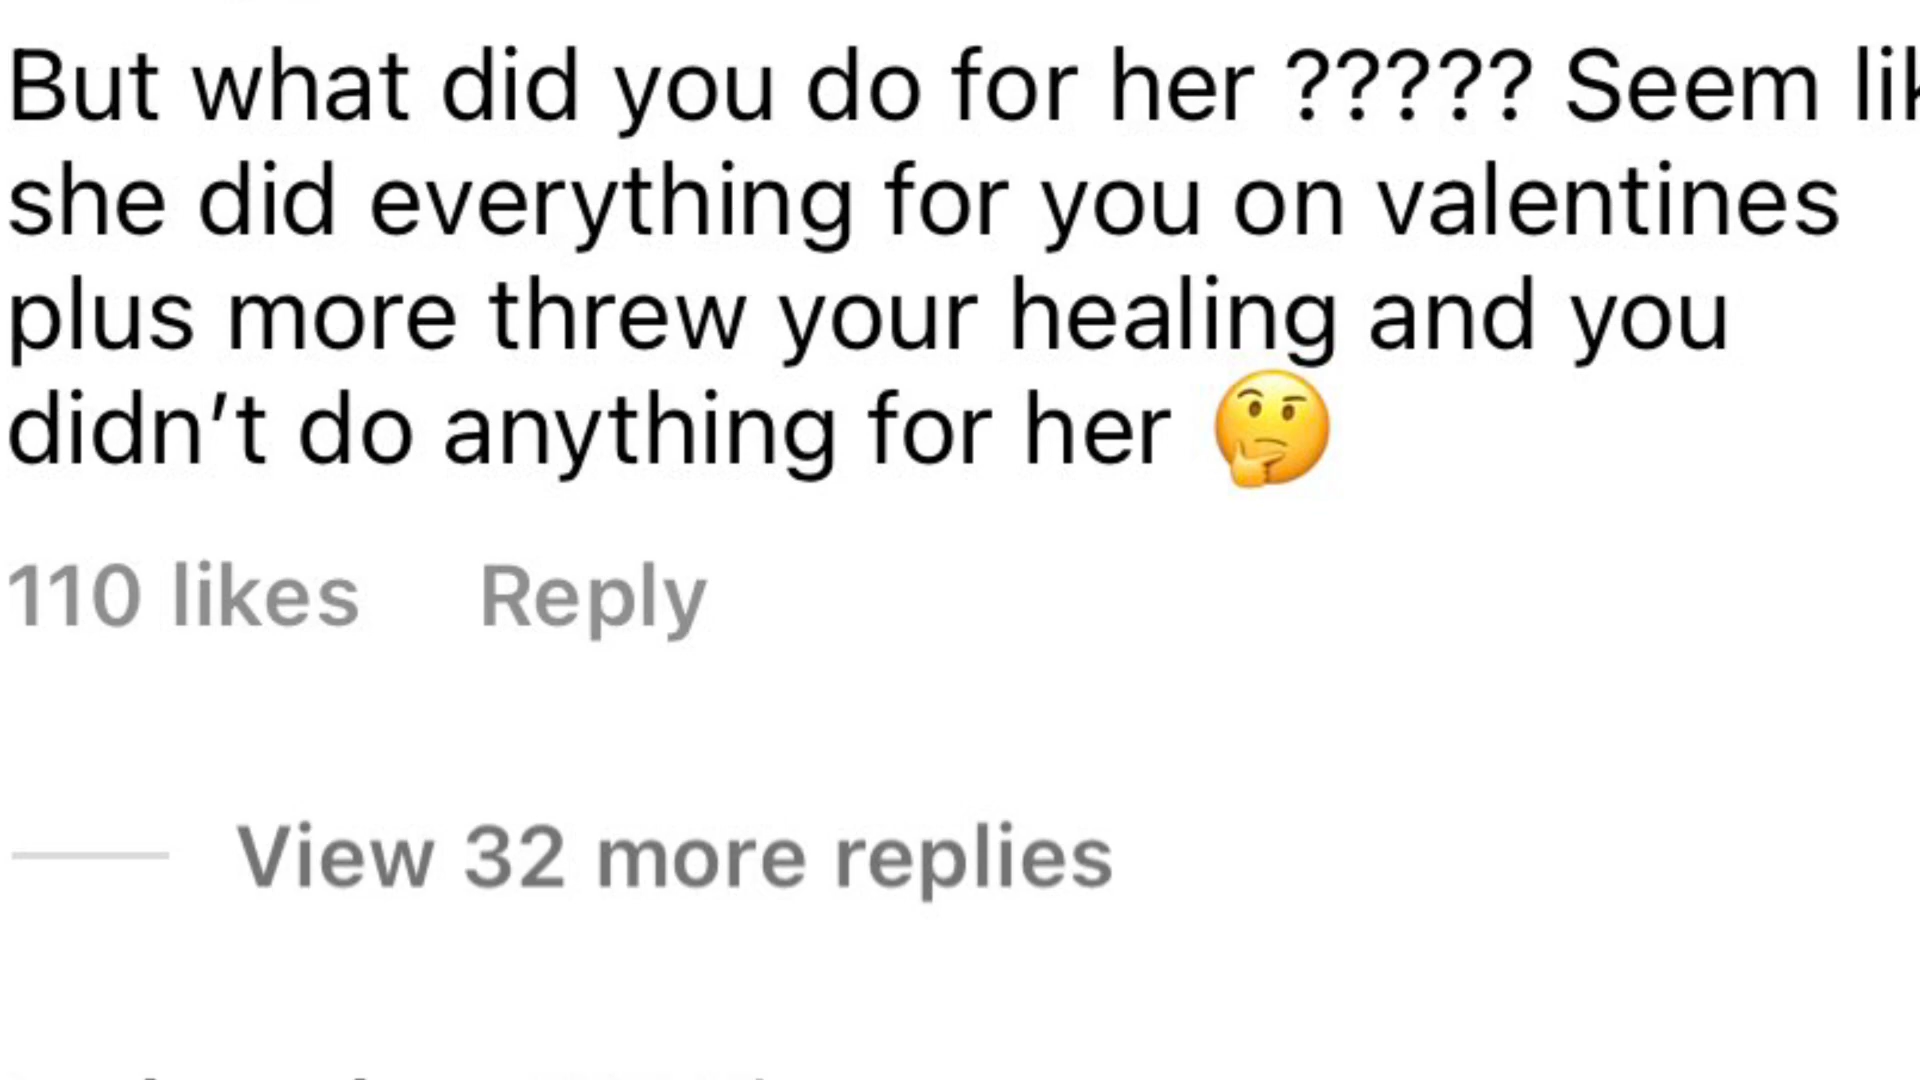 But what did you do for her ????? Seem
she did everything for you on valentines
plus more threw your healing and you
didn’t do anything for her 🤔
110 likes Reply
View 32 more replies